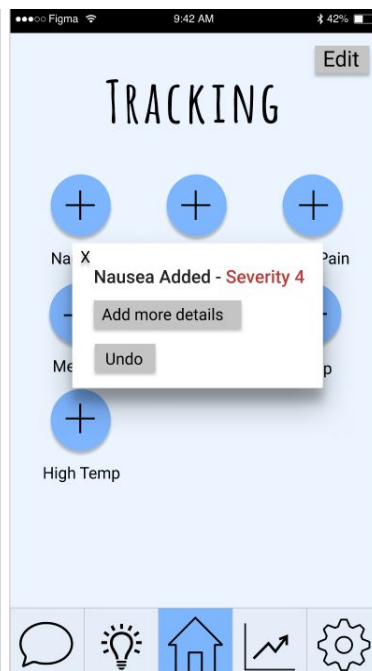 Figma 9:42 AM 42%
Edit
TRACKING
Na Pain
X
Nausea Added - Severity 4
Add more details
Undo
Me p
High Temp